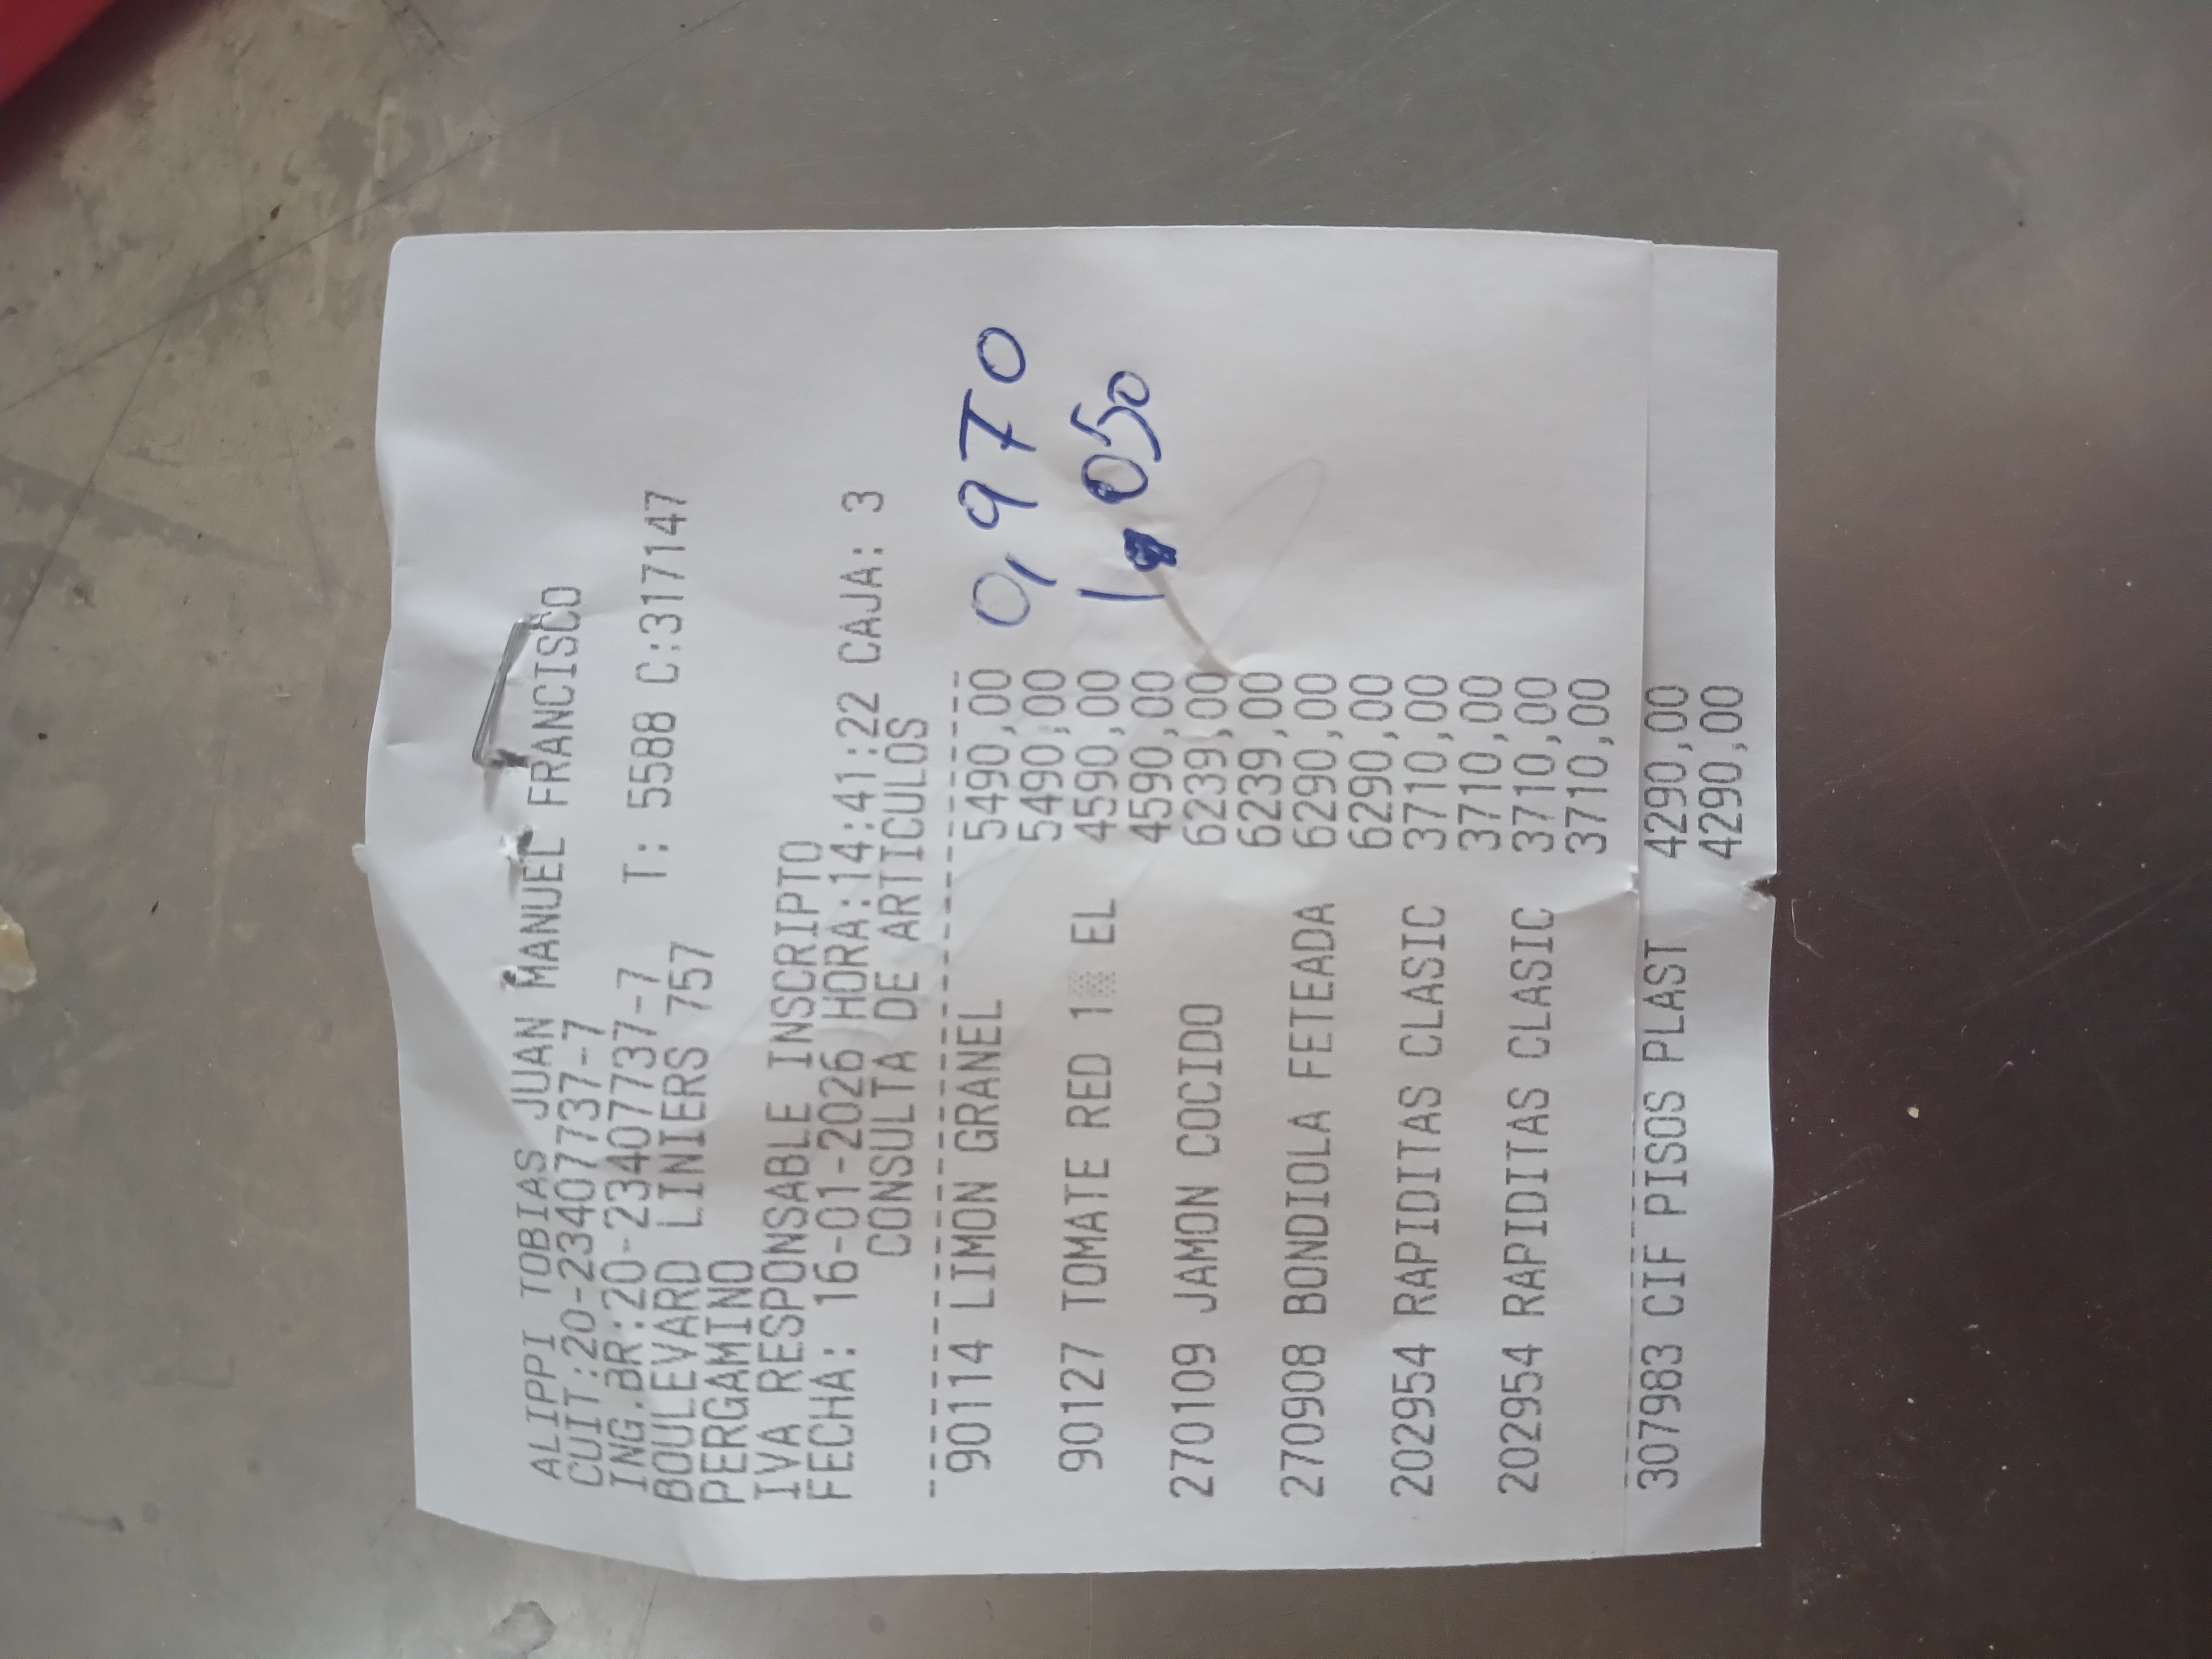 ALIPPI TOBIAS JUAN MANUEL FRANCISCO
CUIT:20-23407737-7
ING.BR:20-23407737-7 T: 5588 C:317147
BOULEVARD LINIERS 757
PERGAMINO
IVA RESPONSABLE INSCRIPTO
FECHA: 16-01-2026 HORA:14:41:22 CAJA: 3
CONSULTA DE ARTICULOS
90114 LIMON GRANEL 5490,00 0,970
5490,00
90127 TOMATE RED 1 EL 4590,00 1,050
4590,00
270109 JAMON COCIDO 6239,00
6239,00
270908 BONDIOLA FETEADA 6290,00
6290,00
202954 RAPIDITAS CLASIC 3710,00
3710,00
202954 RAPIDITAS CLASIC 3710,00
3710,00
307983 CIF PISOS PLAST 4290,00
4290,00